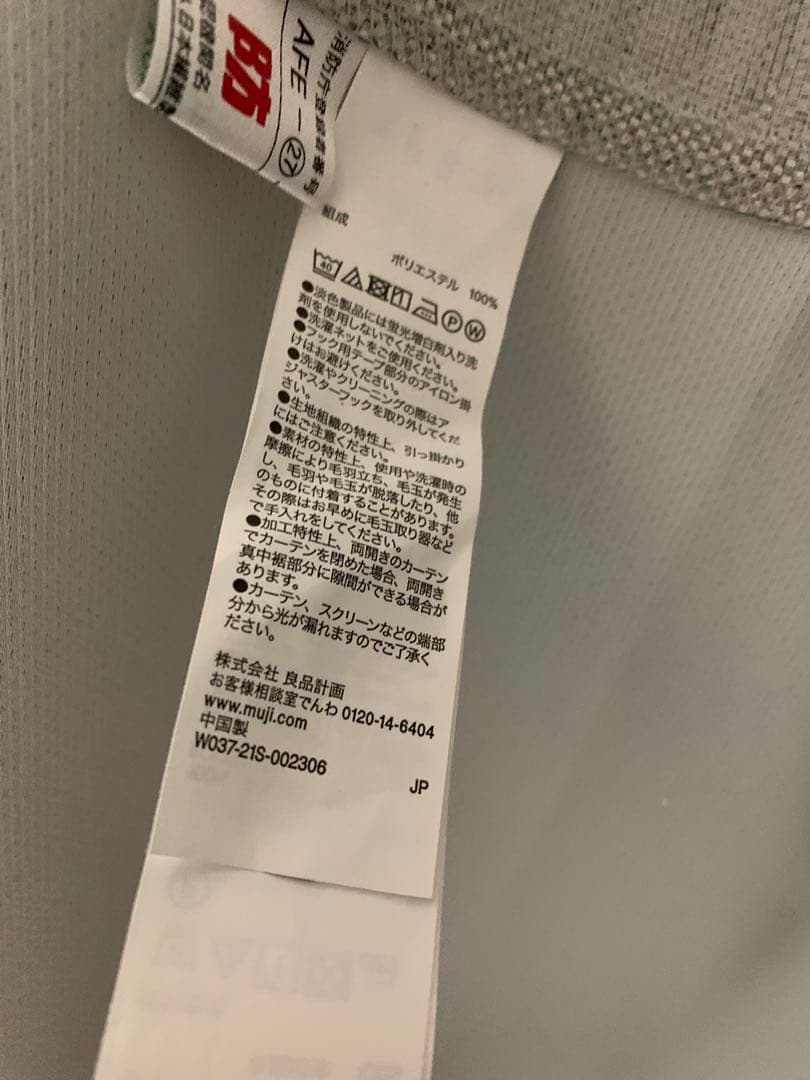 消防庁登録者番号
AFE－㉗
防
認機関名
組成
ポリエステル 100%
40
P W
●淡色製品には蛍光増白剤入り洗
剤を使用しないでください。
●洗濯ネットをご使用ください。
●フック用テープ部分のアイロン掛
けはお避けください。
●洗濯やクリーニングの際はア
ジャスターフックを取り外してくだ
さい。
●生地組織の特性上、引っ掛かり
にはご注意ください。
●素材の特性上、使用や洗濯時の
摩擦により毛羽立ち、毛玉が発生
し、毛羽や毛玉が脱落したり、他
のものに付着することがあります。
その際はお早めに毛玉取り器など
で手入れをしてください。
●加工特性上、両開きのカーテン
でカーテンを閉めた場合、両開き
真中裾部分に隙間ができる場合が
あります。
●カーテン、スクリーンなどの端部
分から光が漏れますのでご了承く
ださい。
株式会社 良品計画
お客様相談室でんわ 0120-14-6404
www.muji.com
中国製
W037-21S-002306
JP